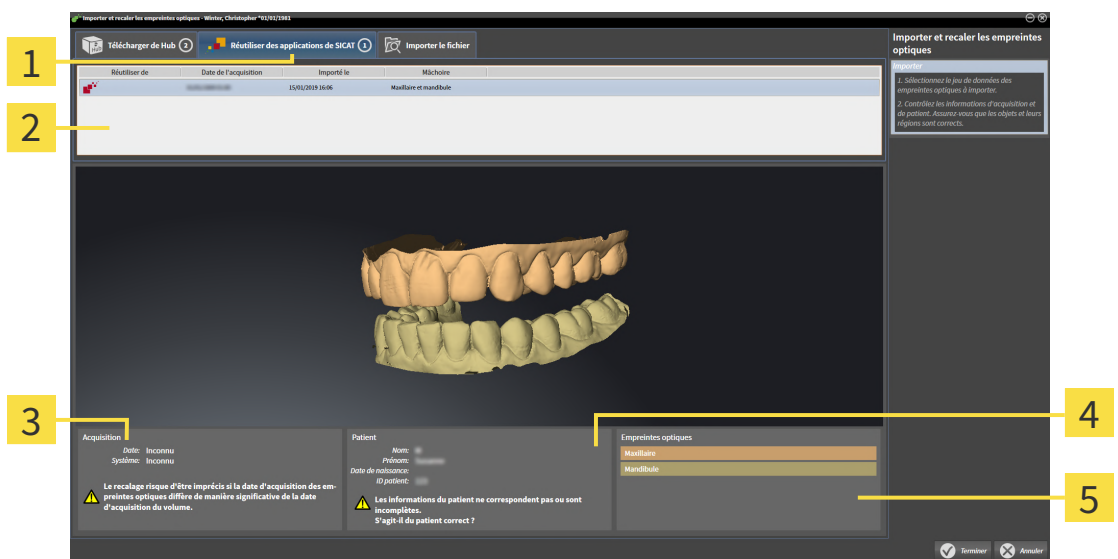 Importer et recaler les empreintes optiques - Winter, Christopher *01/01/1981
Télécharger de Hub 2
Réutiliser des applications de SICAT 1
Importer le fichier
Réutiliser de Date de l'acquisition Importé le Mâchoire
15/01/2019 16:06 Maxillaire et mandibule
Importer et recaler les empreintes
optiques
Importer
1. Sélectionnez le jeu de données des
empreintes optiques à importer.
2. Contrôlez les informations d'acquisition et
de patient. Assurez-vous que les objets et leurs
régions sont corrects.
1
2
3
4
5
Acquisition
Date: Inconnu
Système: Inconnu
Le recalage risque d'être imprécis si la date d'acquisition des em-
preintes optiques diffère de manière significative de la date
d'acquisition du volume.
Patient
Nom:
Prénom:
Date de naissance:
ID patient:
Les informations du patient ne correspondent pas ou sont
incomplètes.
S'agit-il du patient correct ?
Empreintes optiques
Maxillaire
Mandibule
Terminer
Annuler